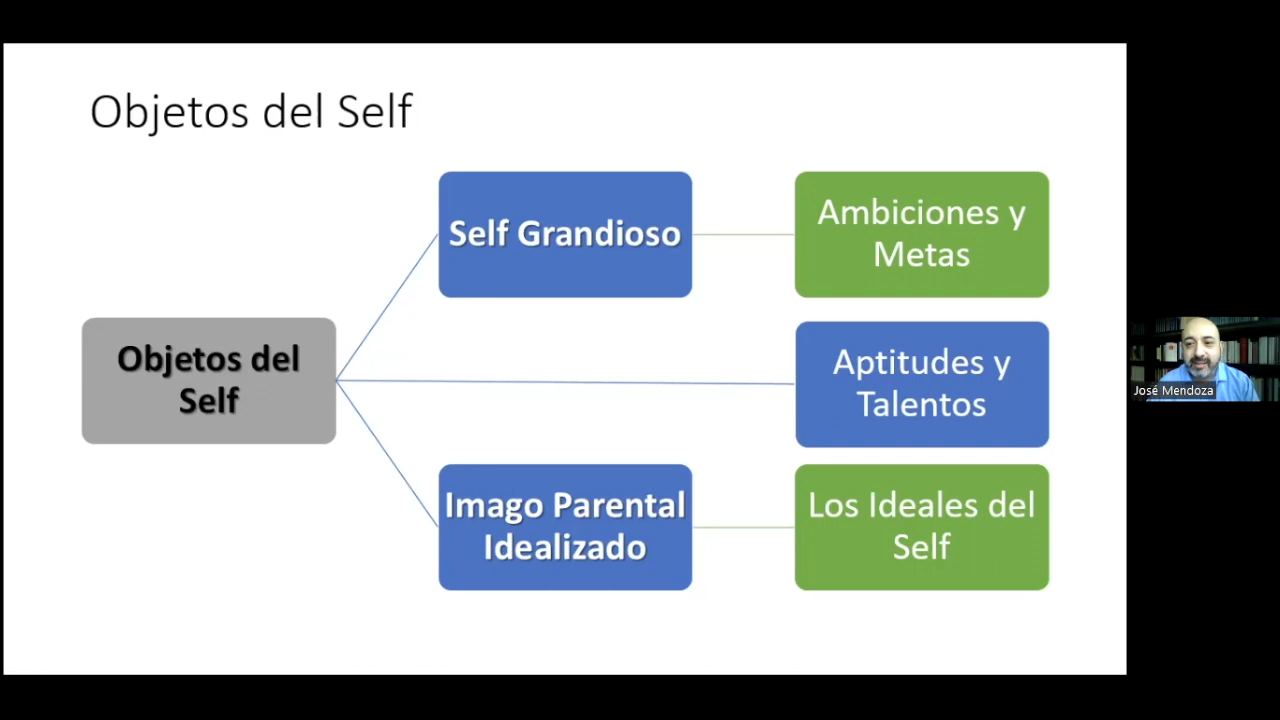 Objetos del Self
Self Grandioso
Ambiciones y
Metas
Objetos del
Self
Aptitudes y
Talentos
Imago Parental
Idealizado
Los Ideales del
Self
José Mendoza